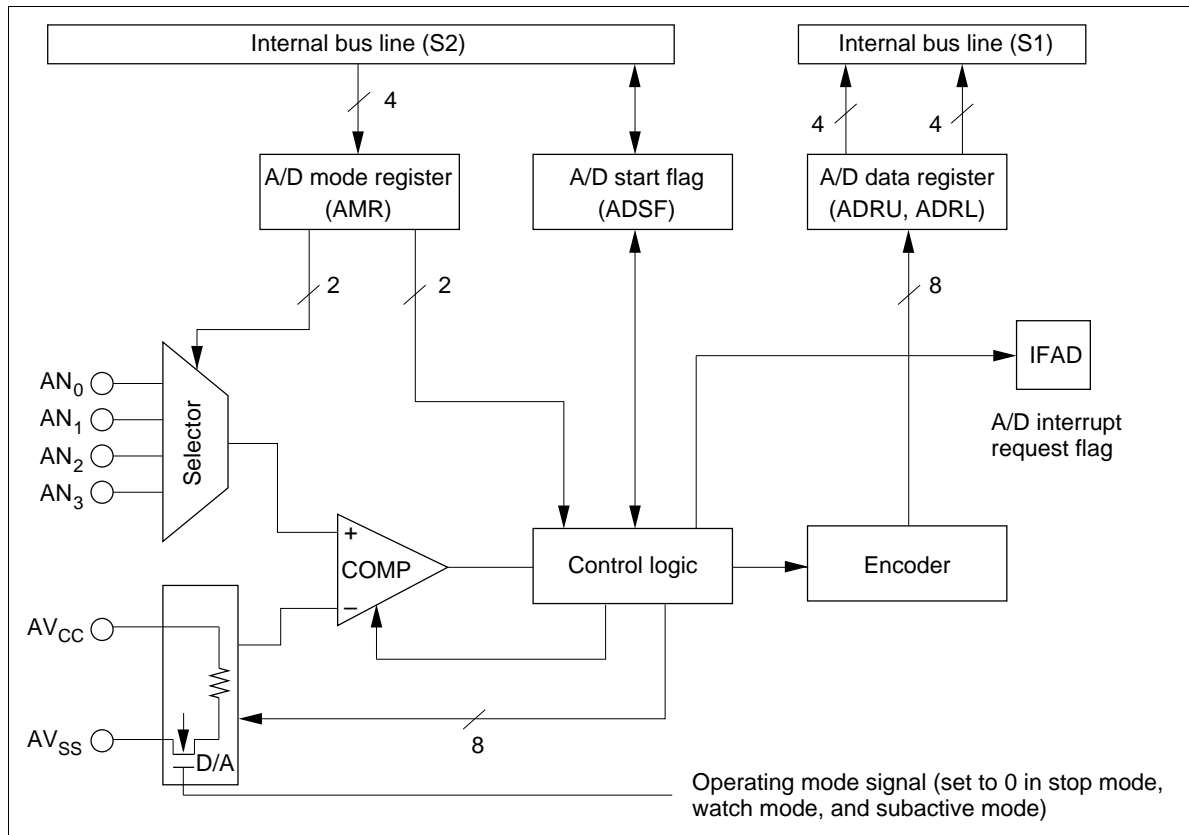 Internal bus line (S2)
Internal bus line (S1)
4
4
4
A/D mode register
(AMR)
A/D start flag
(ADSF)
A/D data register
(ADRU, ADRL)
2
2
8
IFAD
A/D interrupt
request flag
AN0
AN1
AN2
AN3
Selector
+
COMP
−
Control logic
Encoder
AVCC
AVSS
D/A
8
Operating mode signal (set to 0 in stop mode,
watch mode, and subactive mode)